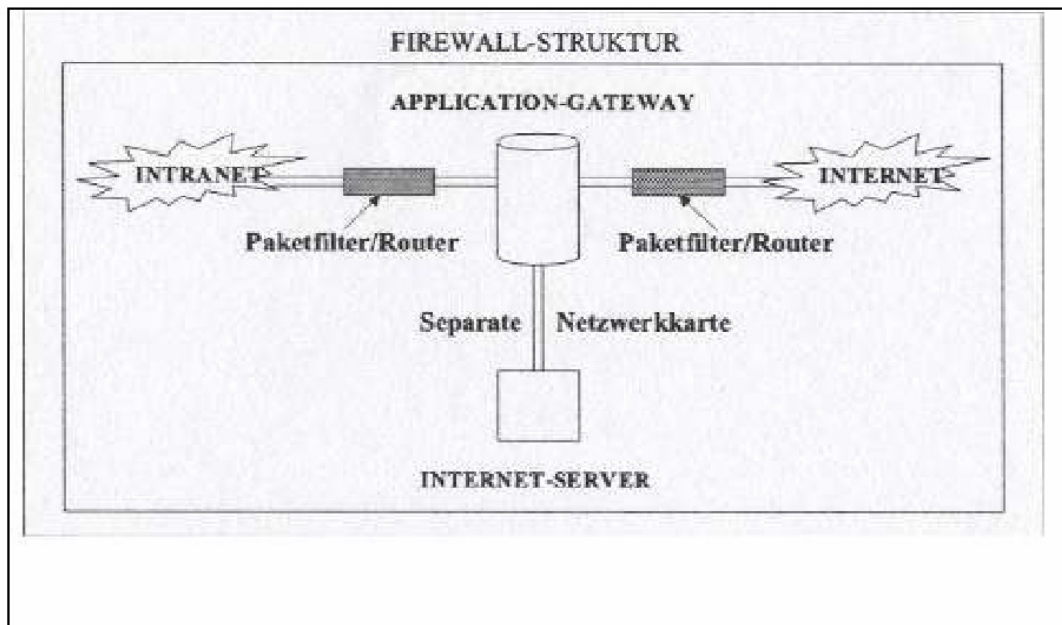 FIREWALL-STRUKTUR
APPLICATION-GATEWAY
INTRANET
INTERNET
Paketfilter/Router
Paketfilter/Router
Separate Netzwerkkarte
INTERNET-SERVER